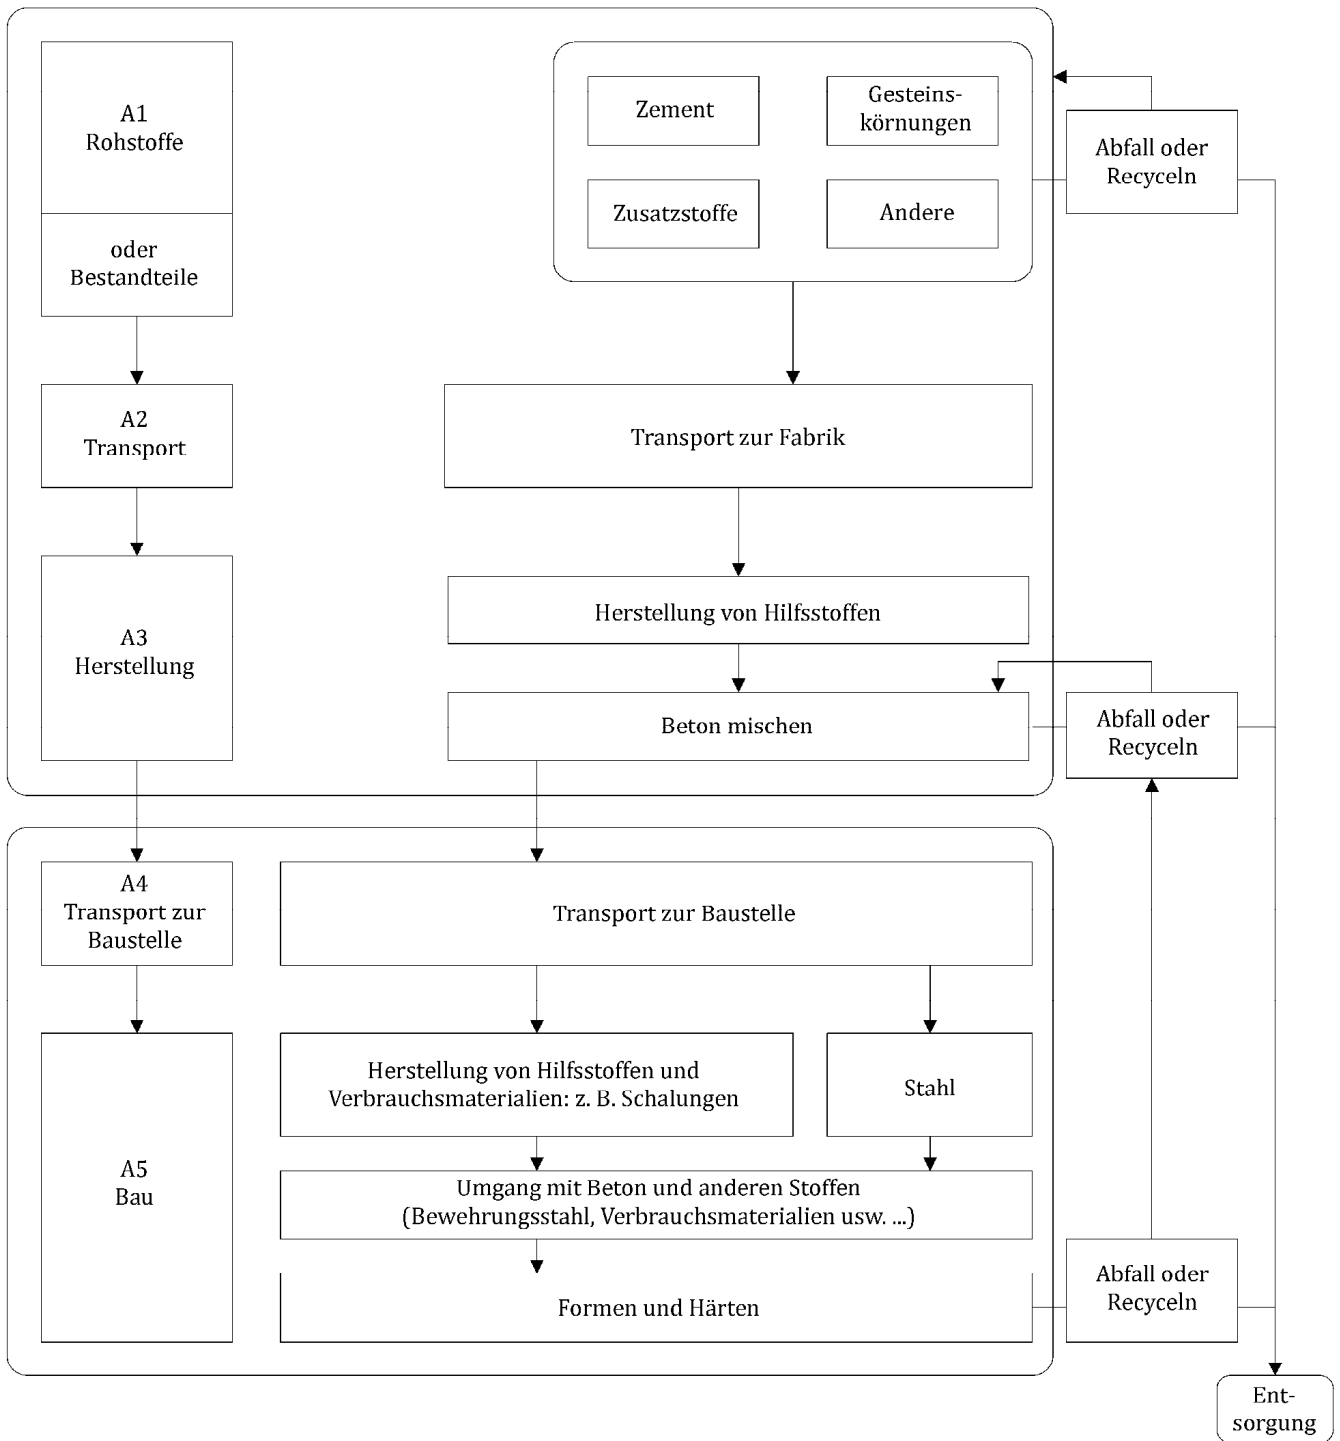 A1
Rohstoffe
oder
Bestandteile
Zement
Gesteins-
körnungen
Zusatzstoffe
Andere
Abfall oder
Recyceln
A2
Transport
Transport zur Fabrik
A3
Herstellung
Herstellung von Hilfsstoffen
Beton mischen
Abfall oder
Recyceln
A4
Transport zur
Baustelle
Transport zur Baustelle
A5
Bau
Herstellung von Hilfsstoffen und
Verbrauchsmaterialien: z. B. Schalungen
Stahl
Umgang mit Beton und anderen Stoffen
(Bewehrungsstahl, Verbrauchsmaterialien usw. ...)
Formen und Härten
Abfall oder
Recyceln
Ent-
sorgung